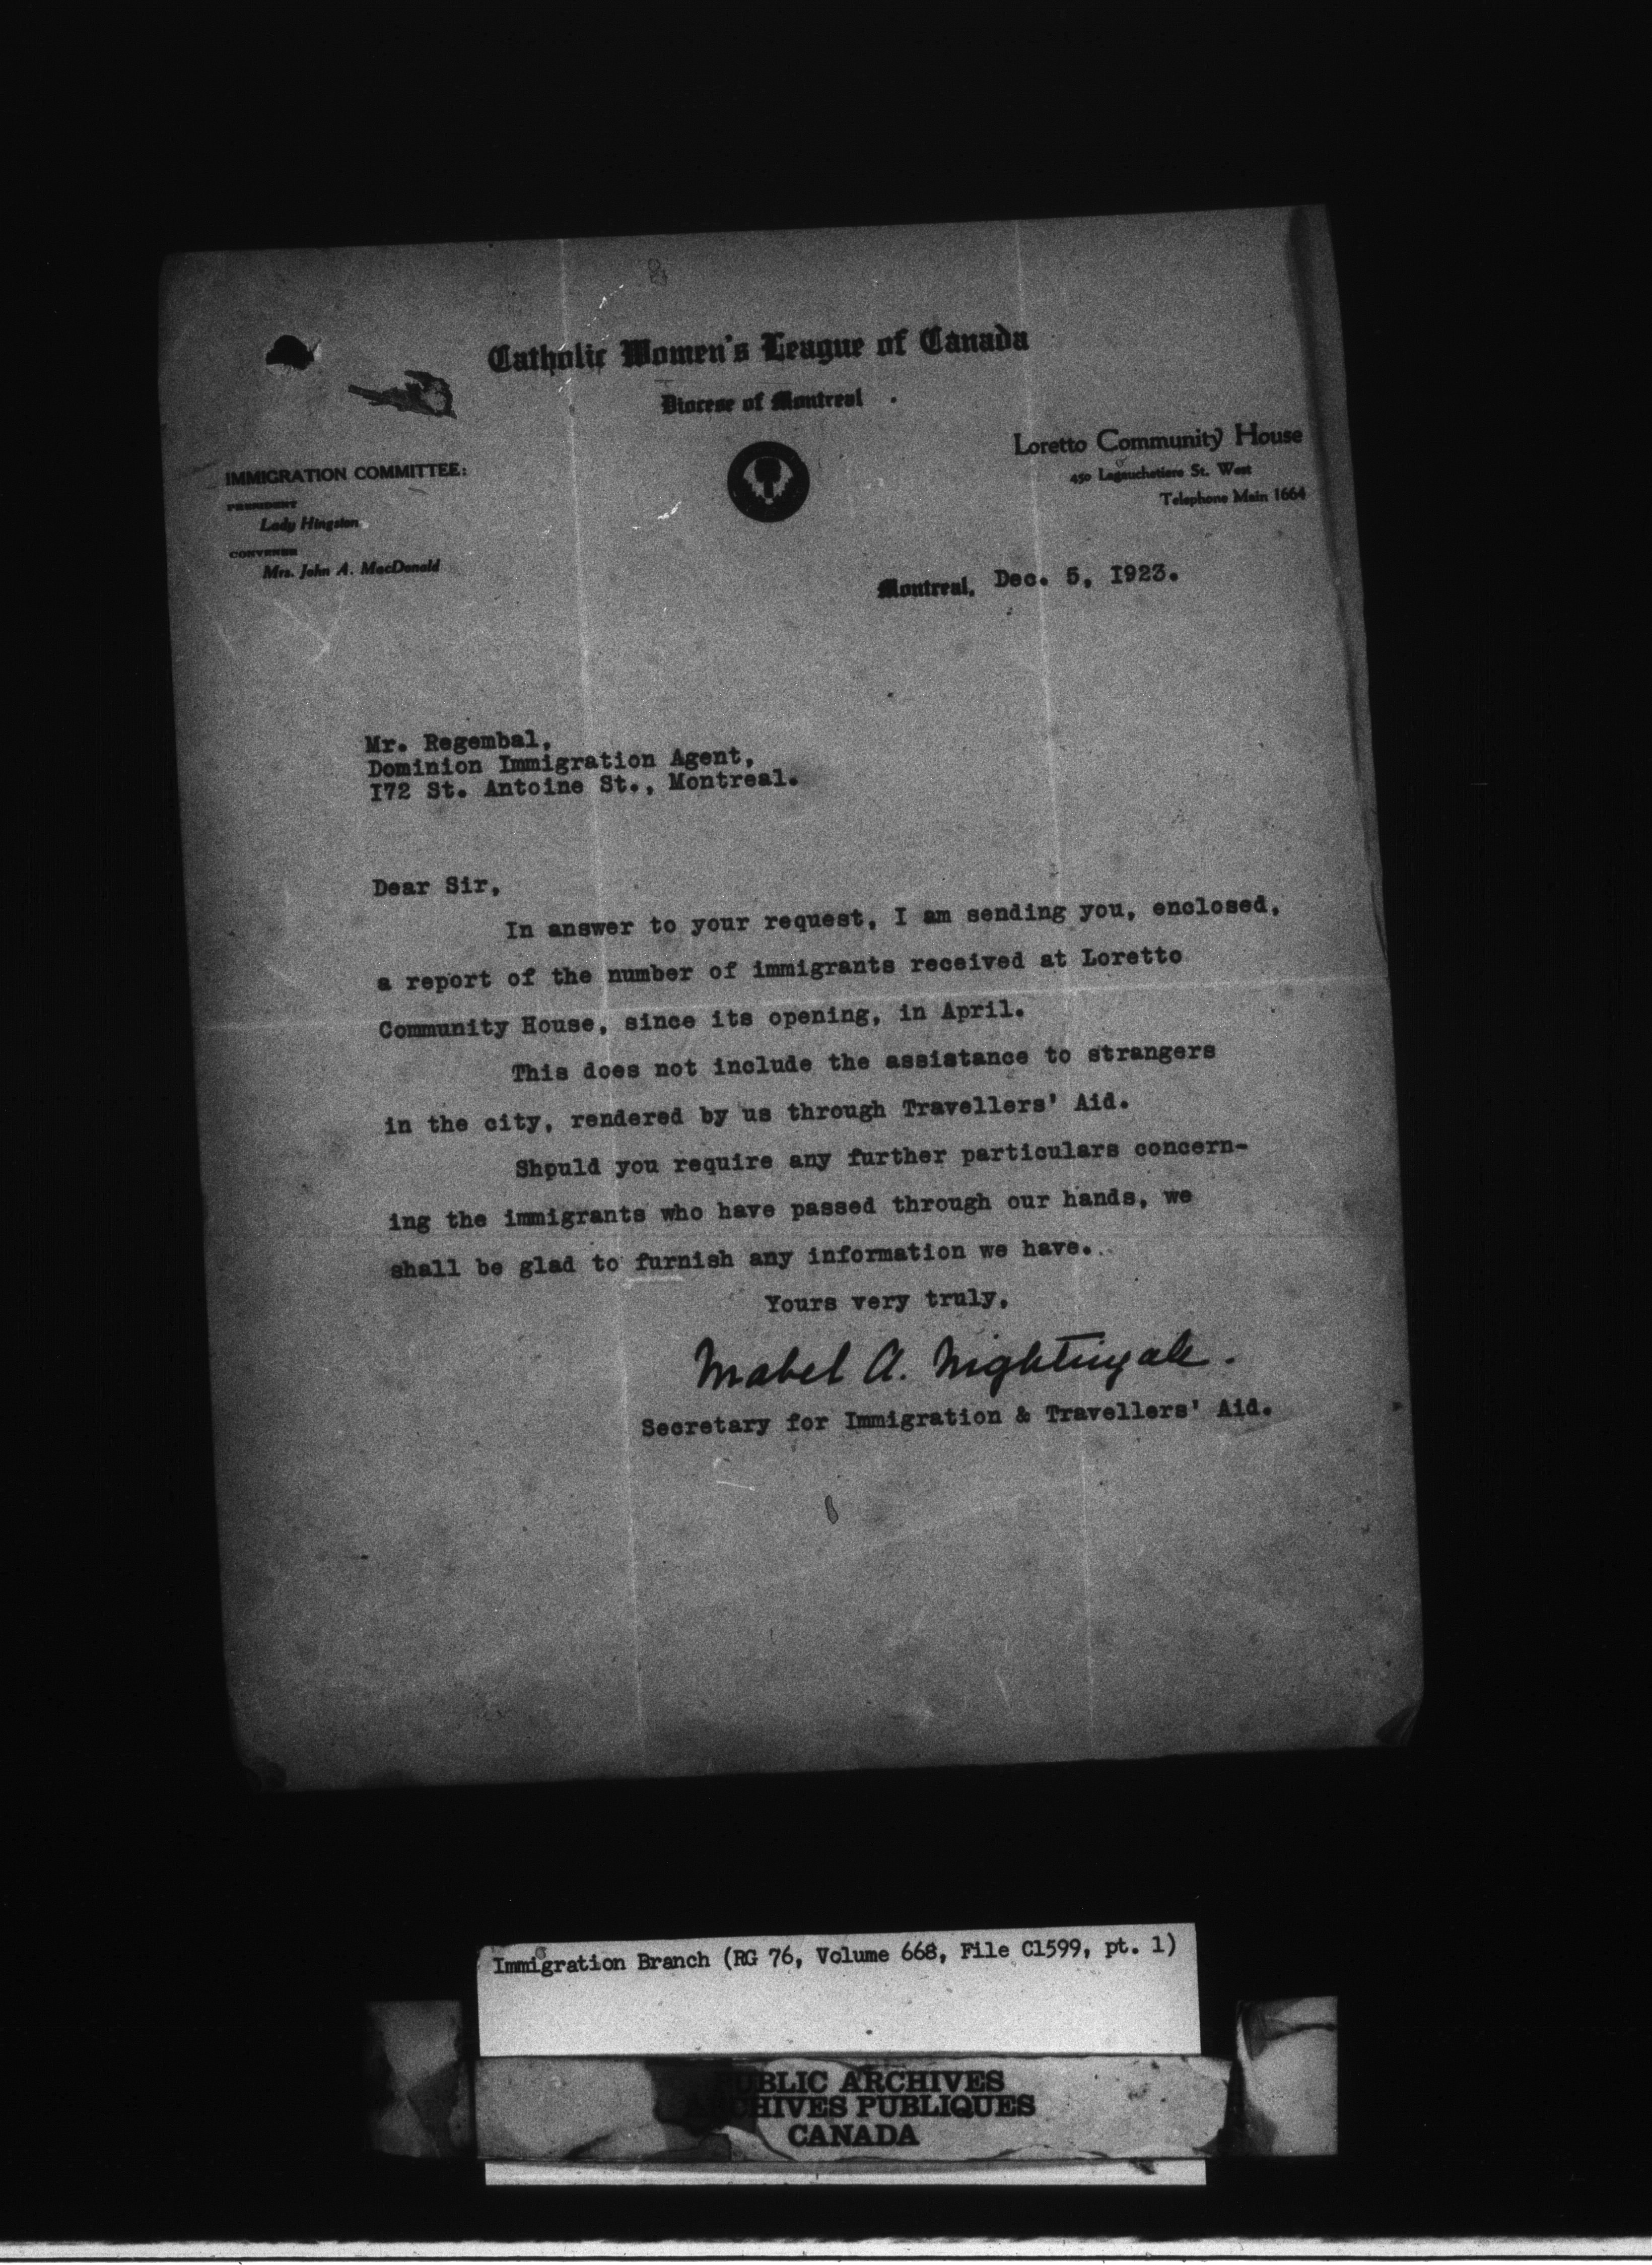 Catholic Women's League of Canada
Diocese of Montreal
IMMIGRATION COMMITTEE:
PRESIDENT
Lady Hingston
CONVENER
Mrs. John A. MacDonald
Loretto Community House
450 Lagauchetiere St. West
Telephone Main 1664
Montreal, Dec. 5, I923.
Mr. Regembal,
Dominion Immigration Agent,
I72 St. Antoine St., Montreal.
Dear Sir,
In answer to your request, I am sending you, enclosed,
a report of the number of immigrants received at Loretto
Community House, since its opening, in April.
This does not include the assistance to strangers
in the city, rendered by us through Travellers' Aid.
Should you require any further particulars concern-
ing the immigrants who have passed through our hands, we
shall be glad to furnish any information we have.
Yours very truly,
Mabel A. Nightingale.
Secretary for Immigration & Travellers' Aid.
Immigration Branch (RG 76, Volume 668, File C1599, pt. 1)
PUBLIC ARCHIVES
ARCHIVES PUBLIQUES
CANADA